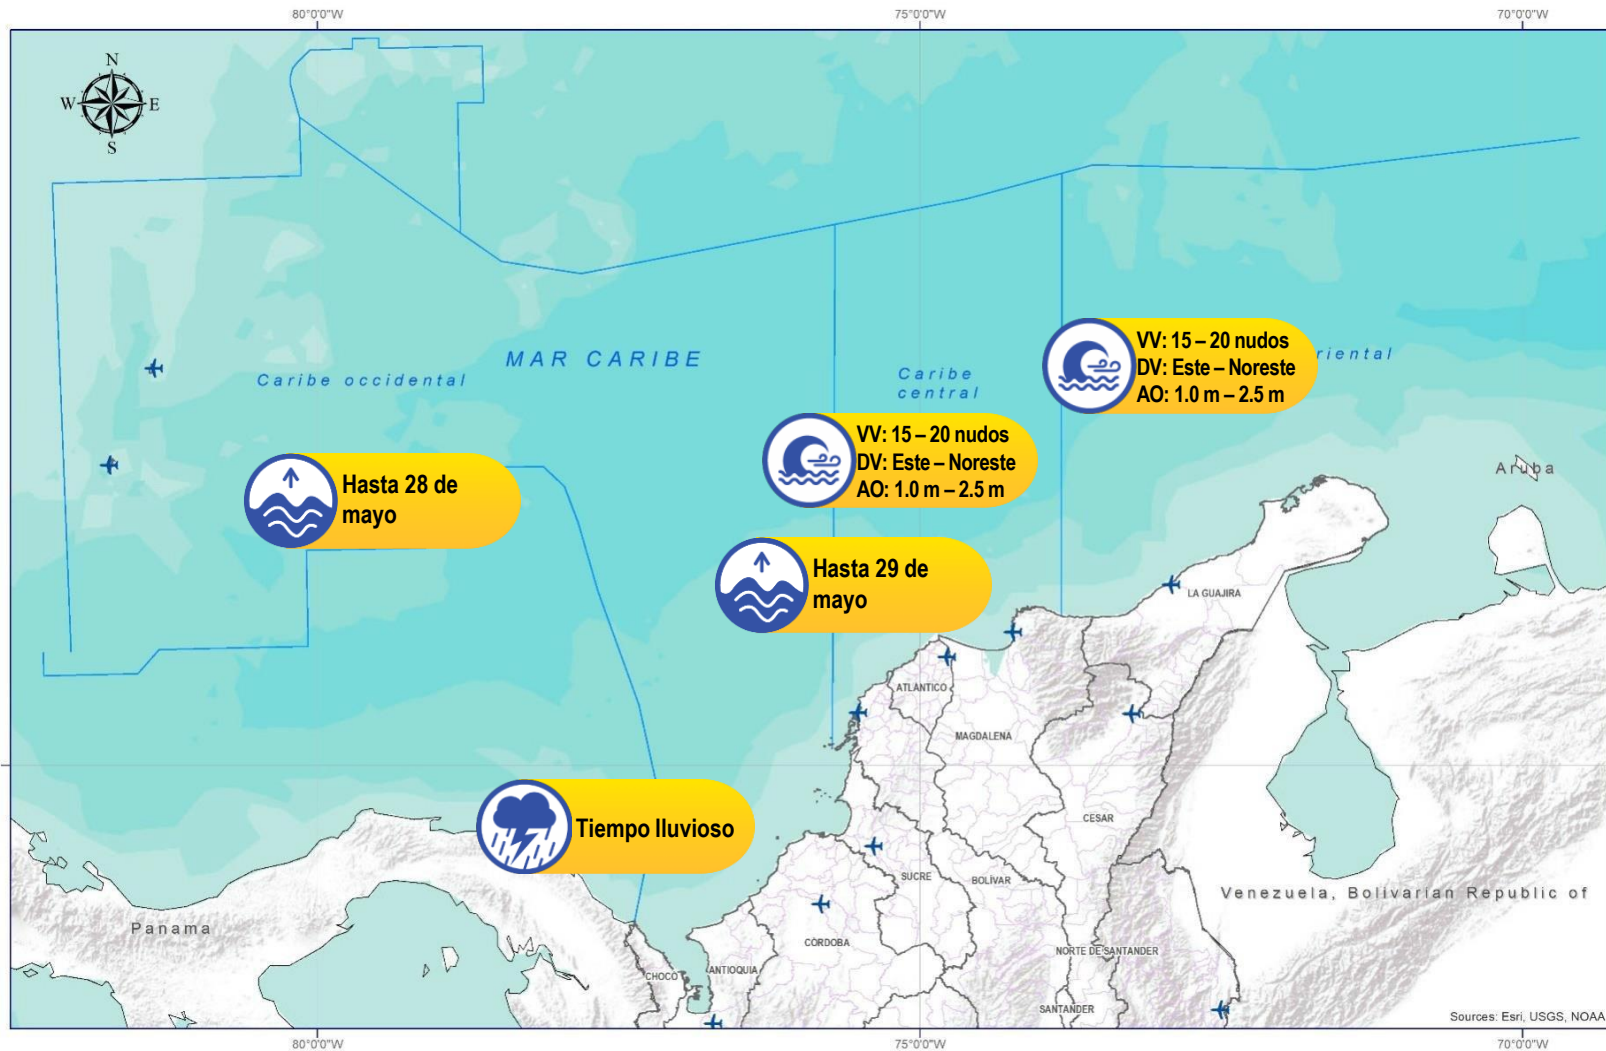 80°0'0"W
75°0'0"W
70°0'0"W
N
W
E
S
VV: 15 – 20 nudos
DV: Este – Noreste
AO: 1.0 m – 2.5 m
riental
MAR CARIBE
Caribe occidental
Caribe
central
VV: 15 – 20 nudos
DV: Este – Noreste
AO: 1.0 m – 2.5 m
Aruba
Hasta 28 de
mayo
Hasta 29 de
mayo
LA GUAJIRA
ATLANTICO
MAGDALENA
CESAR
Tiempo lluvioso
SUCRE
BOLÍVAR
Venezuela, Bolivarian Republic of
Panama
CÓRDOBA
NORTE DE SANTANDER
CHOCO
ANTIOQUIA
SANTANDER
Sources: Esri, USGS, NOAA
80°0'0"W
75°0'0"W
70°0'0"W